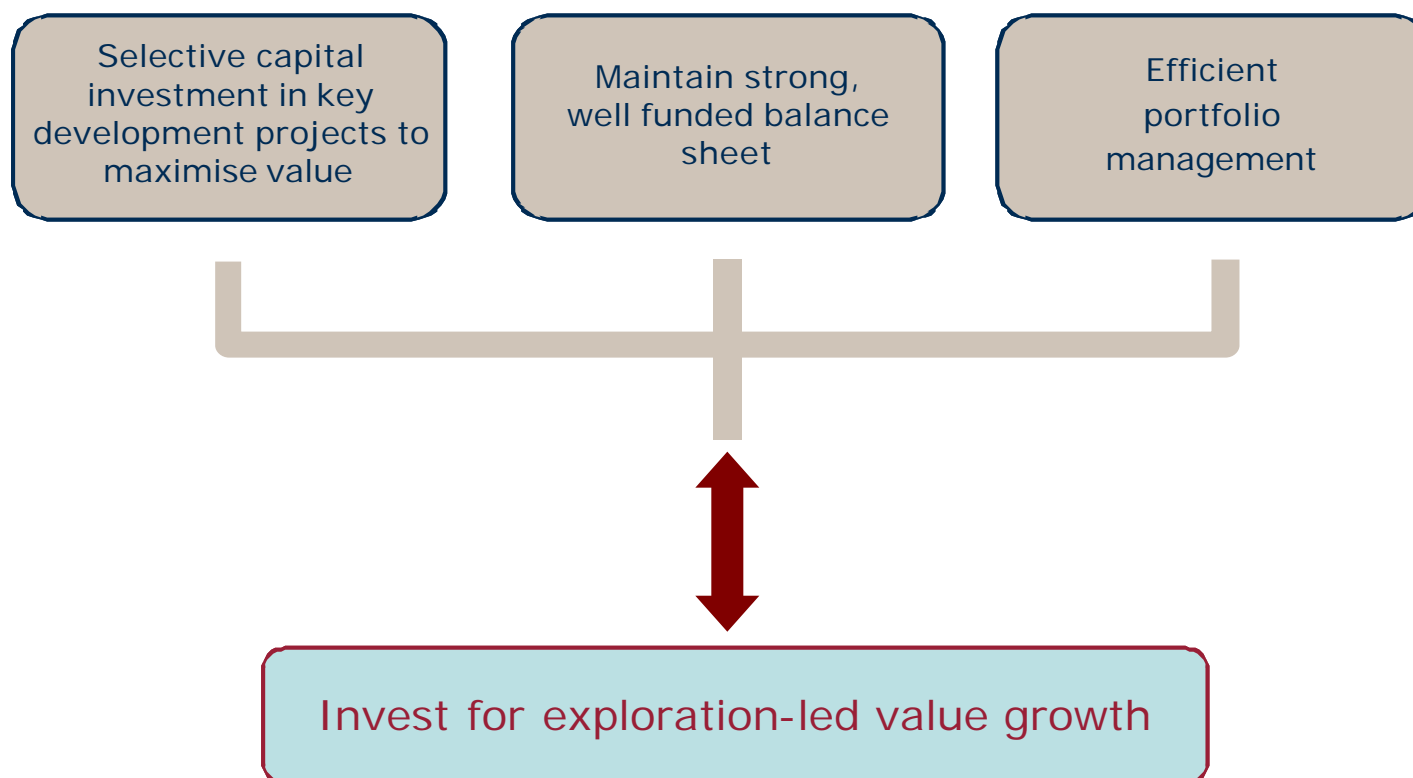 Selective capital
investment in key
development projects to
maximise value
Maintain strong,
well funded balance
sheet
Efficient
portfolio
management
Invest for exploration-led value growth